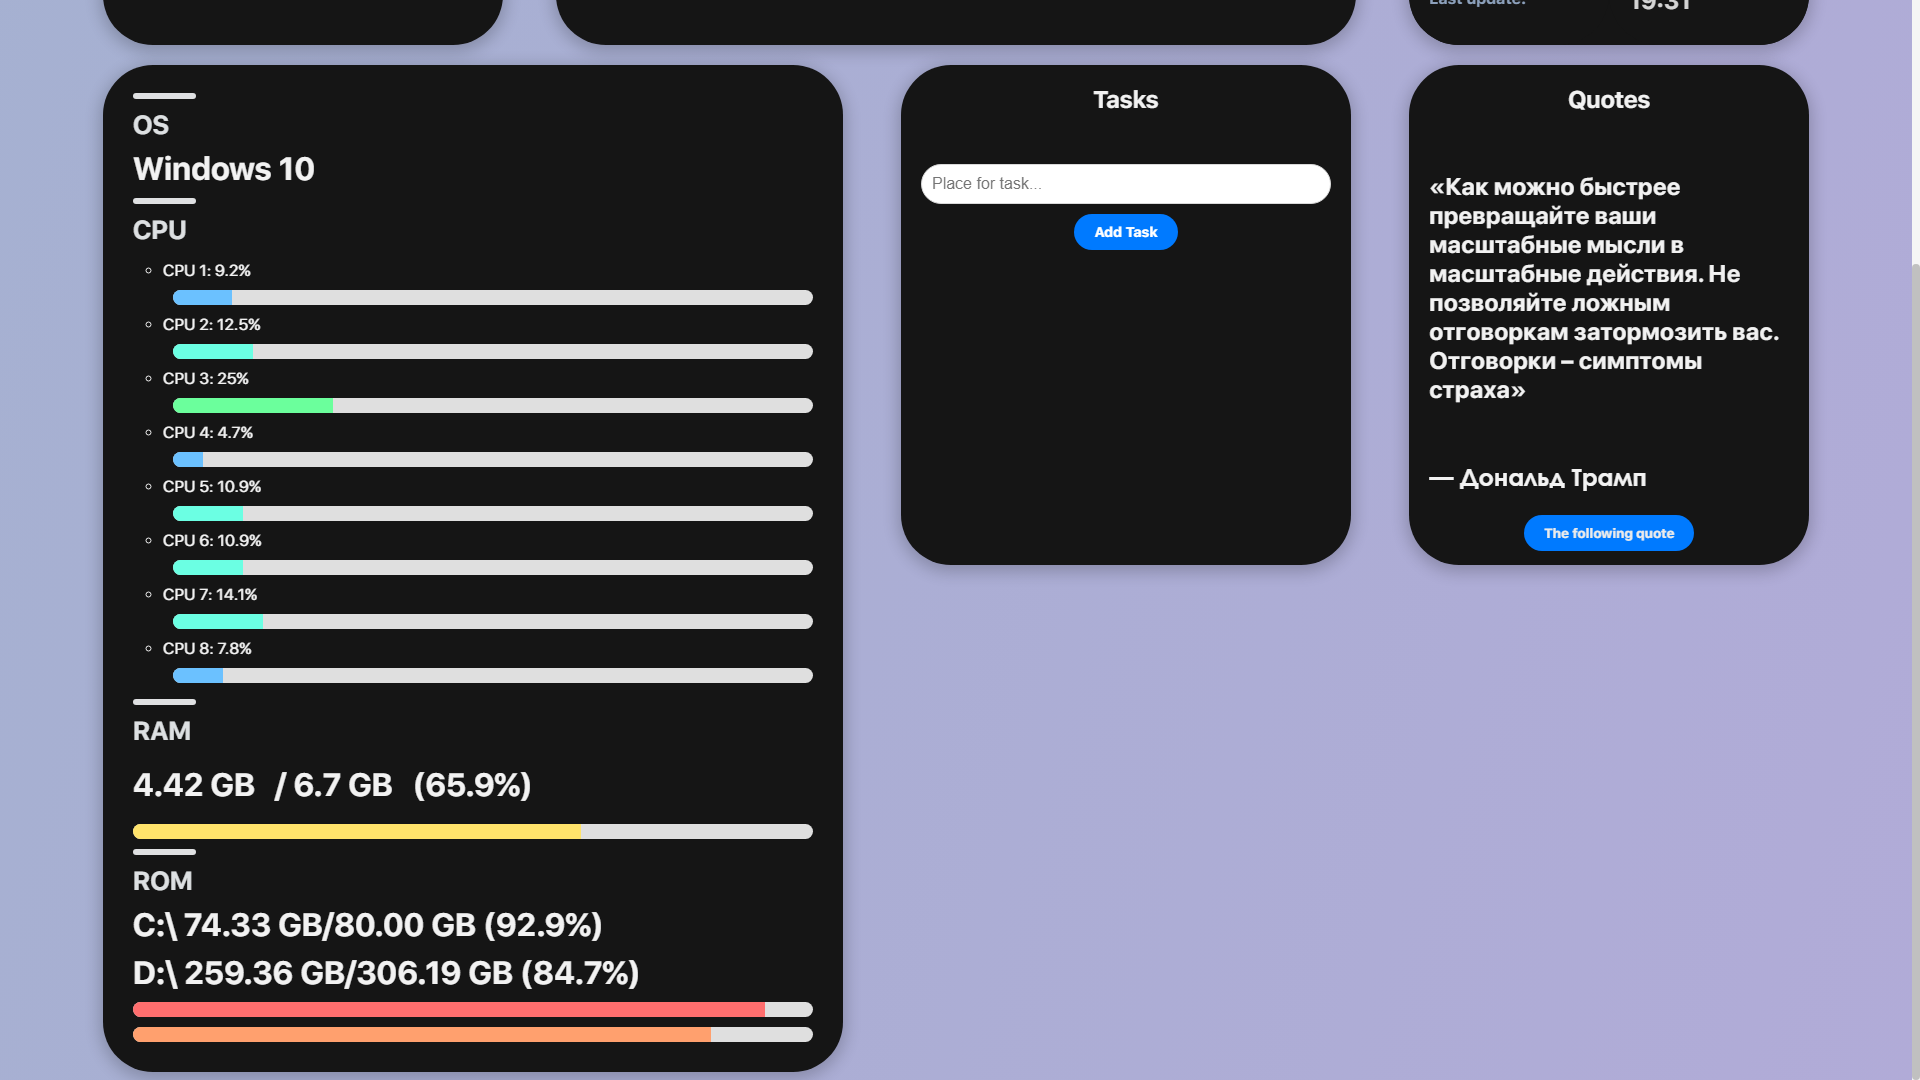 Last update:
19:31
OS
Windows 10
CPU
CPU 1: 9.2%
CPU 2: 12.5%
CPU 3: 25%
CPU 4: 4.7%
CPU 5: 10.9%
CPU 6: 10.9%
CPU 7: 14.1%
CPU 8: 7.8%
RAM
4.42 GB / 6.7 GB (65.9%)
ROM
C:\ 74.33 GB/80.00 GB (92.9%)
D:\ 259.36 GB/306.19 GB (84.7%)
Tasks
Place for task...
Add Task
Quotes
«Как можно быстрее
превращайте ваши
масштабные мысли в
масштабные действия. Не
позволяйте ложным
отговоркам затормозить вас.
Отговорки – симптомы
страха»
— Дональд Трамп
The following quote